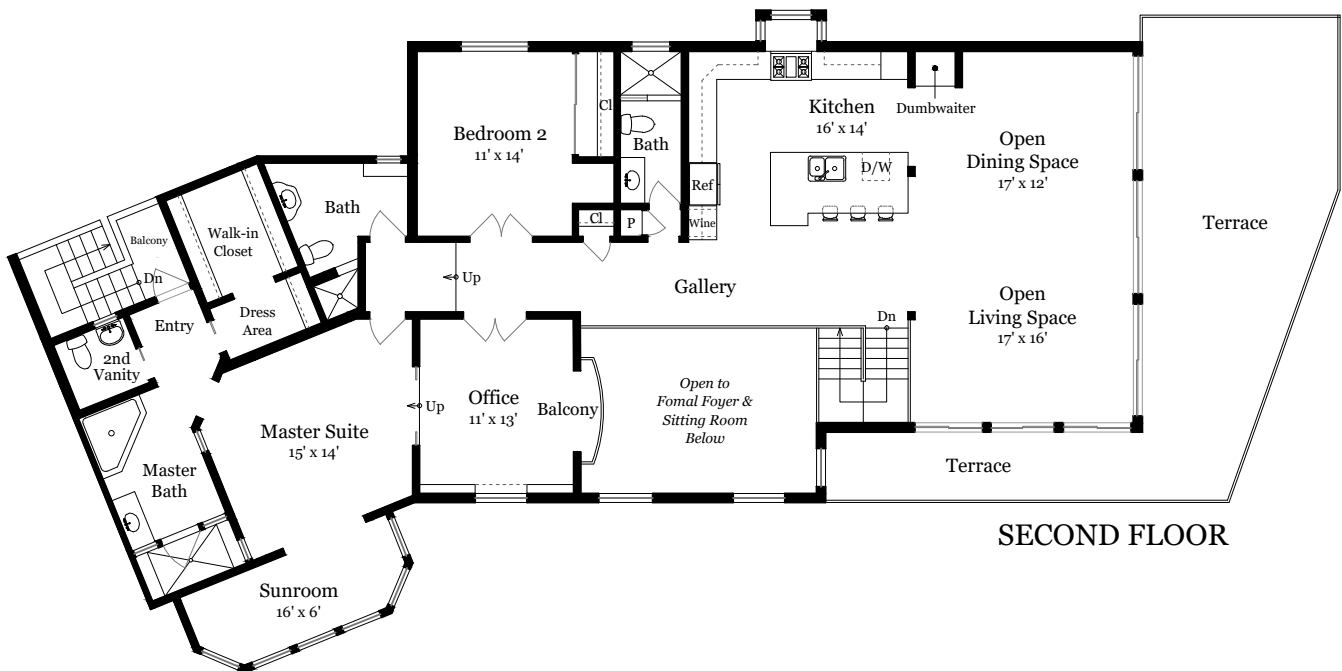 Bedroom 2
11' x 14'
Cl
Bath
Kitchen
16' x 14'
Dumbwaiter
Open
Dining Space
17' x 12'
D/W
Ref
Wine
Cl
P
Terrace
Bath
Walk-in
Closet
Balcony
Dn
Up
Gallery
Entry
Dress
Area
Open
Living Space
17' x 16'
Dn
2nd
Vanity
Office
11' x 13'
Up
Balcony
Open to
Fomal Foyer &
Sitting Room
Below
Master Suite
15' x 14'
Master
Bath
Terrace
SECOND FLOOR
Sunroom
16' x 6'